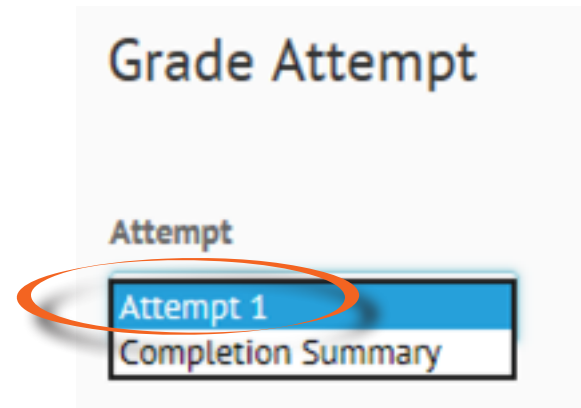 Grade Attempt
Attempt
Attempt 1
Completion Summary